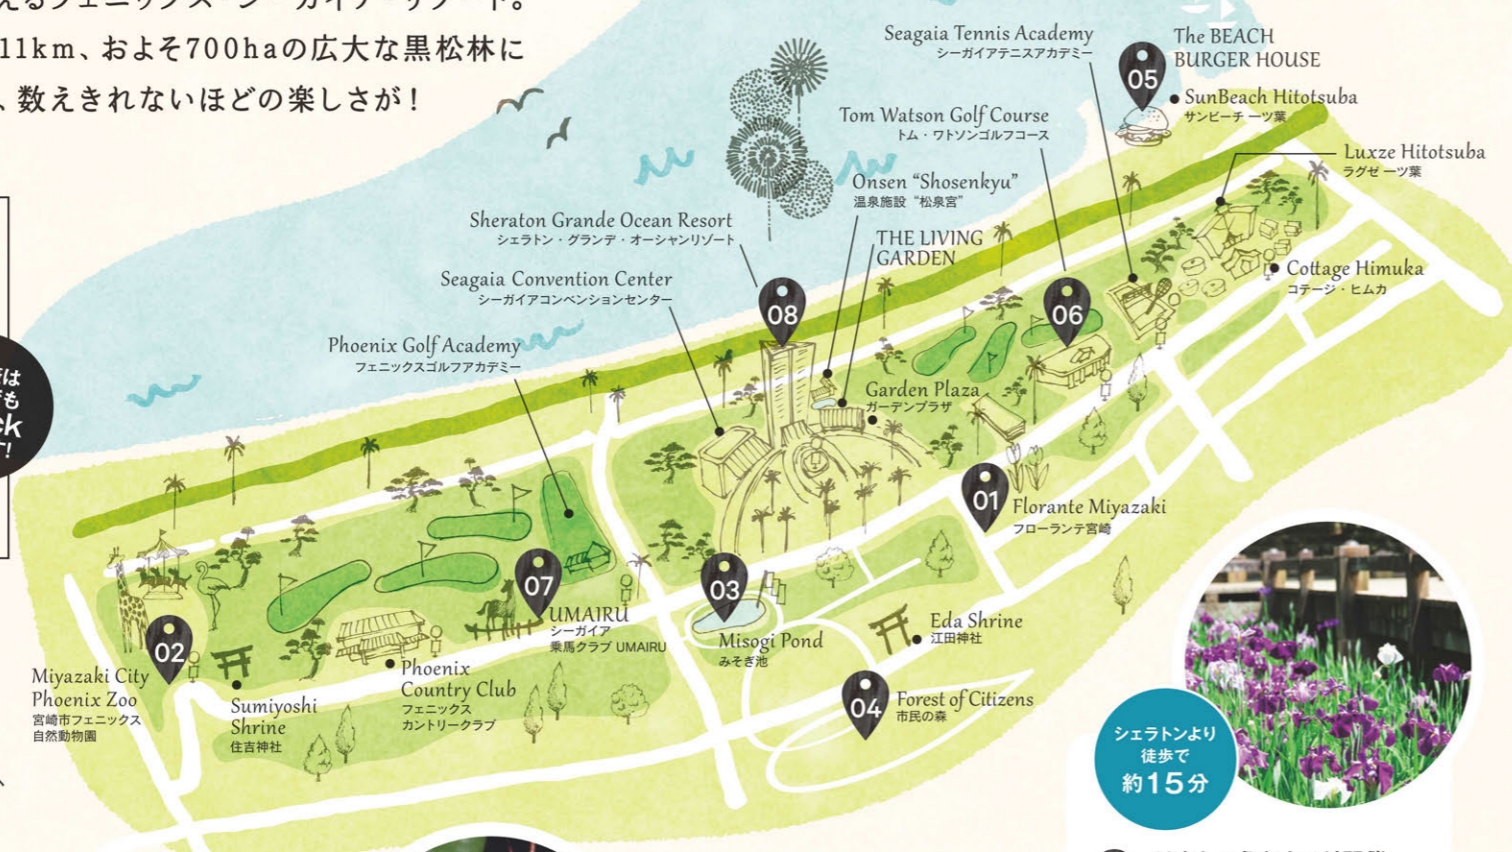 えるフェニックス・シーガイア・リゾート。
11km、およそ700haの広大な黒松林に
、数えきれないほどの楽しさが！
Seagaia Tennis Academy
シーガイアテニスアカデミー
The BEACH
BURGER HOUSE
05
SunBeach Hitotsuba
サンビーチ 一ツ葉
Tom Watson Golf Course
トム・ワトソンゴルフコース
Luxze Hitotsuba
ラグゼ 一ツ葉
Onsen “Shosenkyu”
温泉施設 “松泉宮”
Sheraton Grande Ocean Resort
シェラトン・グランデ・オーシャンリゾート
THE LIVING
GARDEN
Cottage Himuka
コテージ・ヒムカ
Seagaia Convention Center
シーガイアコンベンションセンター
08
06
Phoenix Golf Academy
フェニックスゴルフアカデミー
Garden Plaza
ガーデンプラザ
は
も
ck
!
01
Florante Miyazaki
フローランテ宮崎
07
UMAIRU
シーガイア
乗馬クラブ UMAIRU
03
Misogi Pond
みそぎ池
Eda Shrine
江田神社
02
Miyazaki City
Phoenix Zoo
宮崎市フェニックス
自然動物園
Sumiyoshi
Shrine
住吉神社
Phoenix
Country Club
フェニックス
カントリークラブ
04
Forest of Citizens
市民の森
シェラトンより
徒歩で
約15分